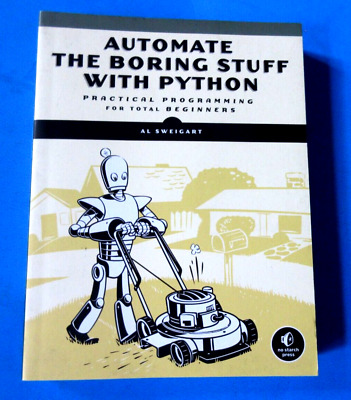 AUTOMATE
THE BORING STUFF
WITH PYTHON
PRACTICAL PROGRAMMING
FOR TOTAL BEGINNERS
AL SWEIGART
no starch
press